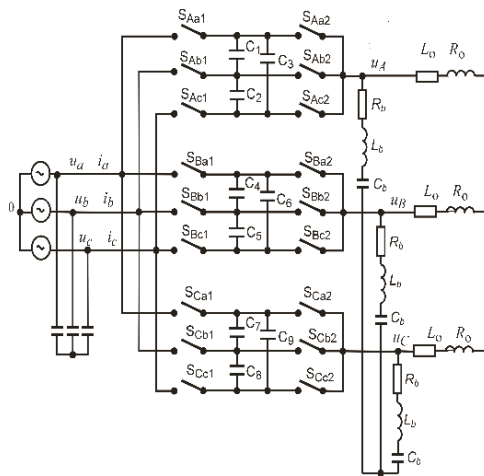 S_Aa1 S_Aa2
C_1 C_3
S_Ab1 S_Ab2 u_A L_o R_o
C_2
S_Ac1 S_Ac2 R_b
L_b
S_Ba1 S_Ba2
u_a i_a C_4 C_b
S_Bb1 C_6 S_Bb2 u_B L_o R_o
0 u_b i_b
S_Bc1 C_5 S_Bc2
u_c i_c R_b
L_b
S_Ca1 S_Ca2
C_b
S_Cb1 C_7 C_9 S_Cb2 u_C L_o R_o
C_8
S_Cc1 S_Cc2 R_b
L_b
C_b